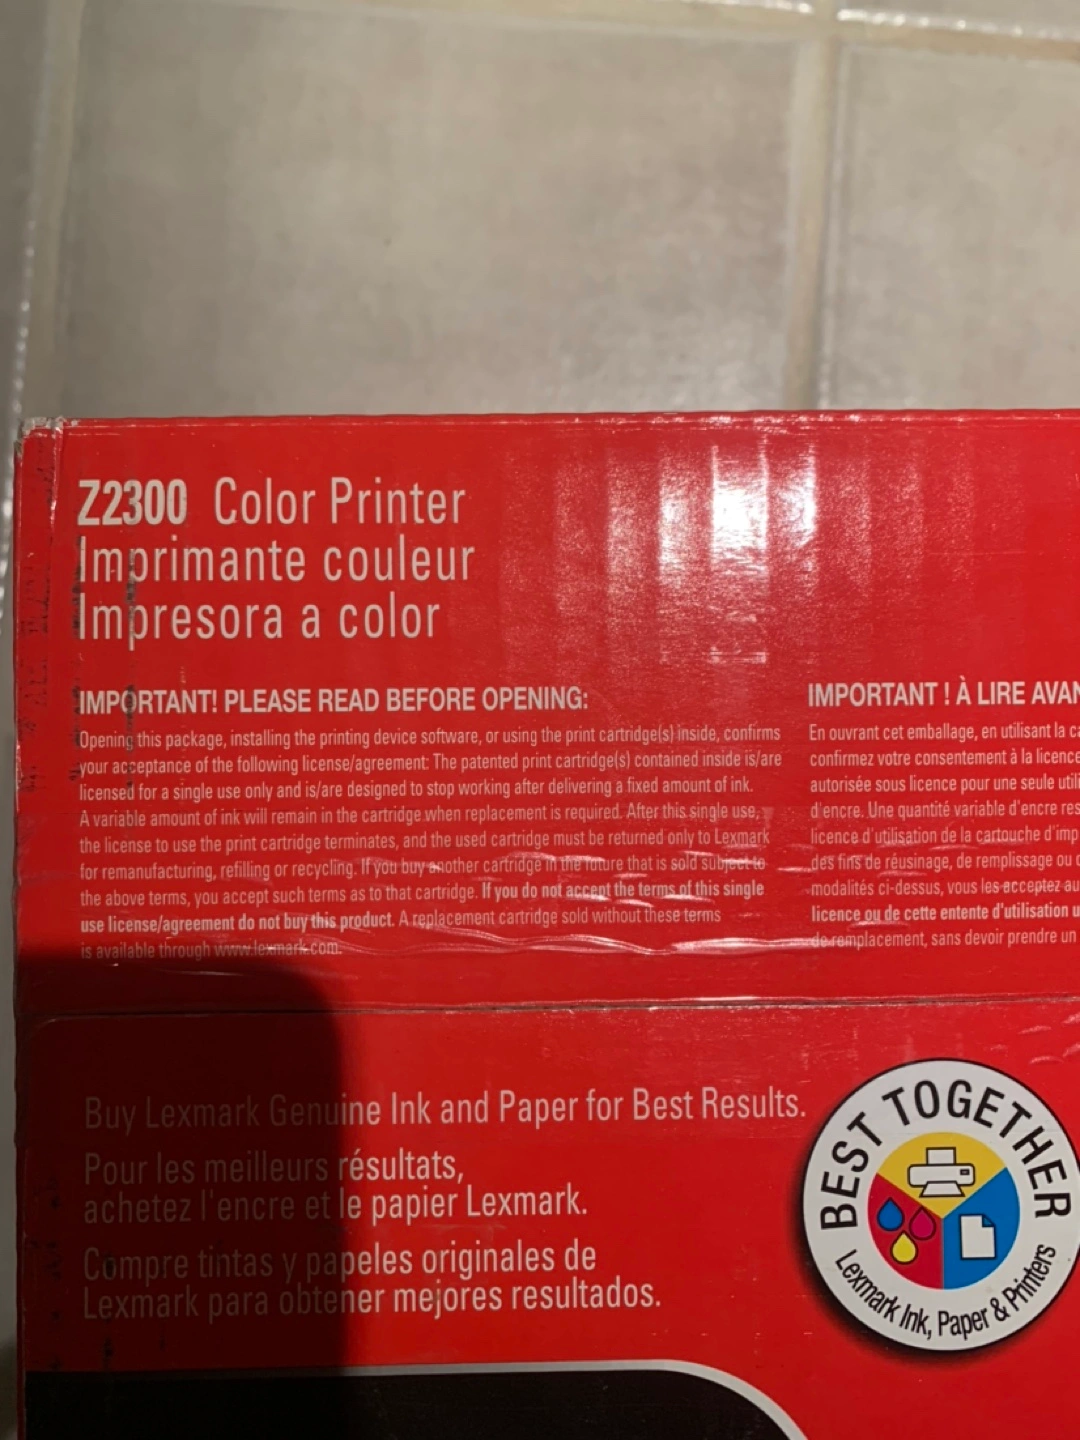 Z2300 Color Printer
Imprimante couleur
Impresora a color
IMPORTANT! PLEASE READ BEFORE OPENING:
Opening this package, installing the printing device software, or using the print cartridge(s) inside, confirms
your acceptance of the following license/agreement: The patented print cartridge(s) contained inside is/are
licensed for a single use only and is/are designed to stop working after delivering a fixed amount of ink.
A variable amount of ink will remain in the cartridge when replacement is required. After this single use,
the license to use the print cartridge terminates, and the used cartridge must be returned only to Lexmark
for remanufacturing, refilling or recycling. If you buy another cartridge in the future that is sold subject to
the above terms, you accept such terms as to that cartridge. If you do not accept the terms of this single
use license/agreement do not buy this product. A replacement cartridge sold without these terms
is available through www.lexmark.com.
IMPORTANT ! À LIRE AVAN
En ouvrant cet emballage, en utilisant la ca
confirmez votre consentement à la licence
autorisée sous licence pour une seule util
d'encre. Une quantité variable d'encre res
licence d'utilisation de la cartouche d'imp
des fins de réusinage, de remplissage ou
modalités ci-dessus, vous les acceptez au
licence ou de cette entente d'utilisation u
de remplacement, sans devoir prendre un
Buy Lexmark Genuine Ink and Paper for Best Results.
Pour les meilleurs résultats,
achetez l'encre et le papier Lexmark.
Compre tintas y papeles originales de
Lexmark para obtener mejores resultados.
BEST TOGETHER
Lexmark Ink, Paper & Printers